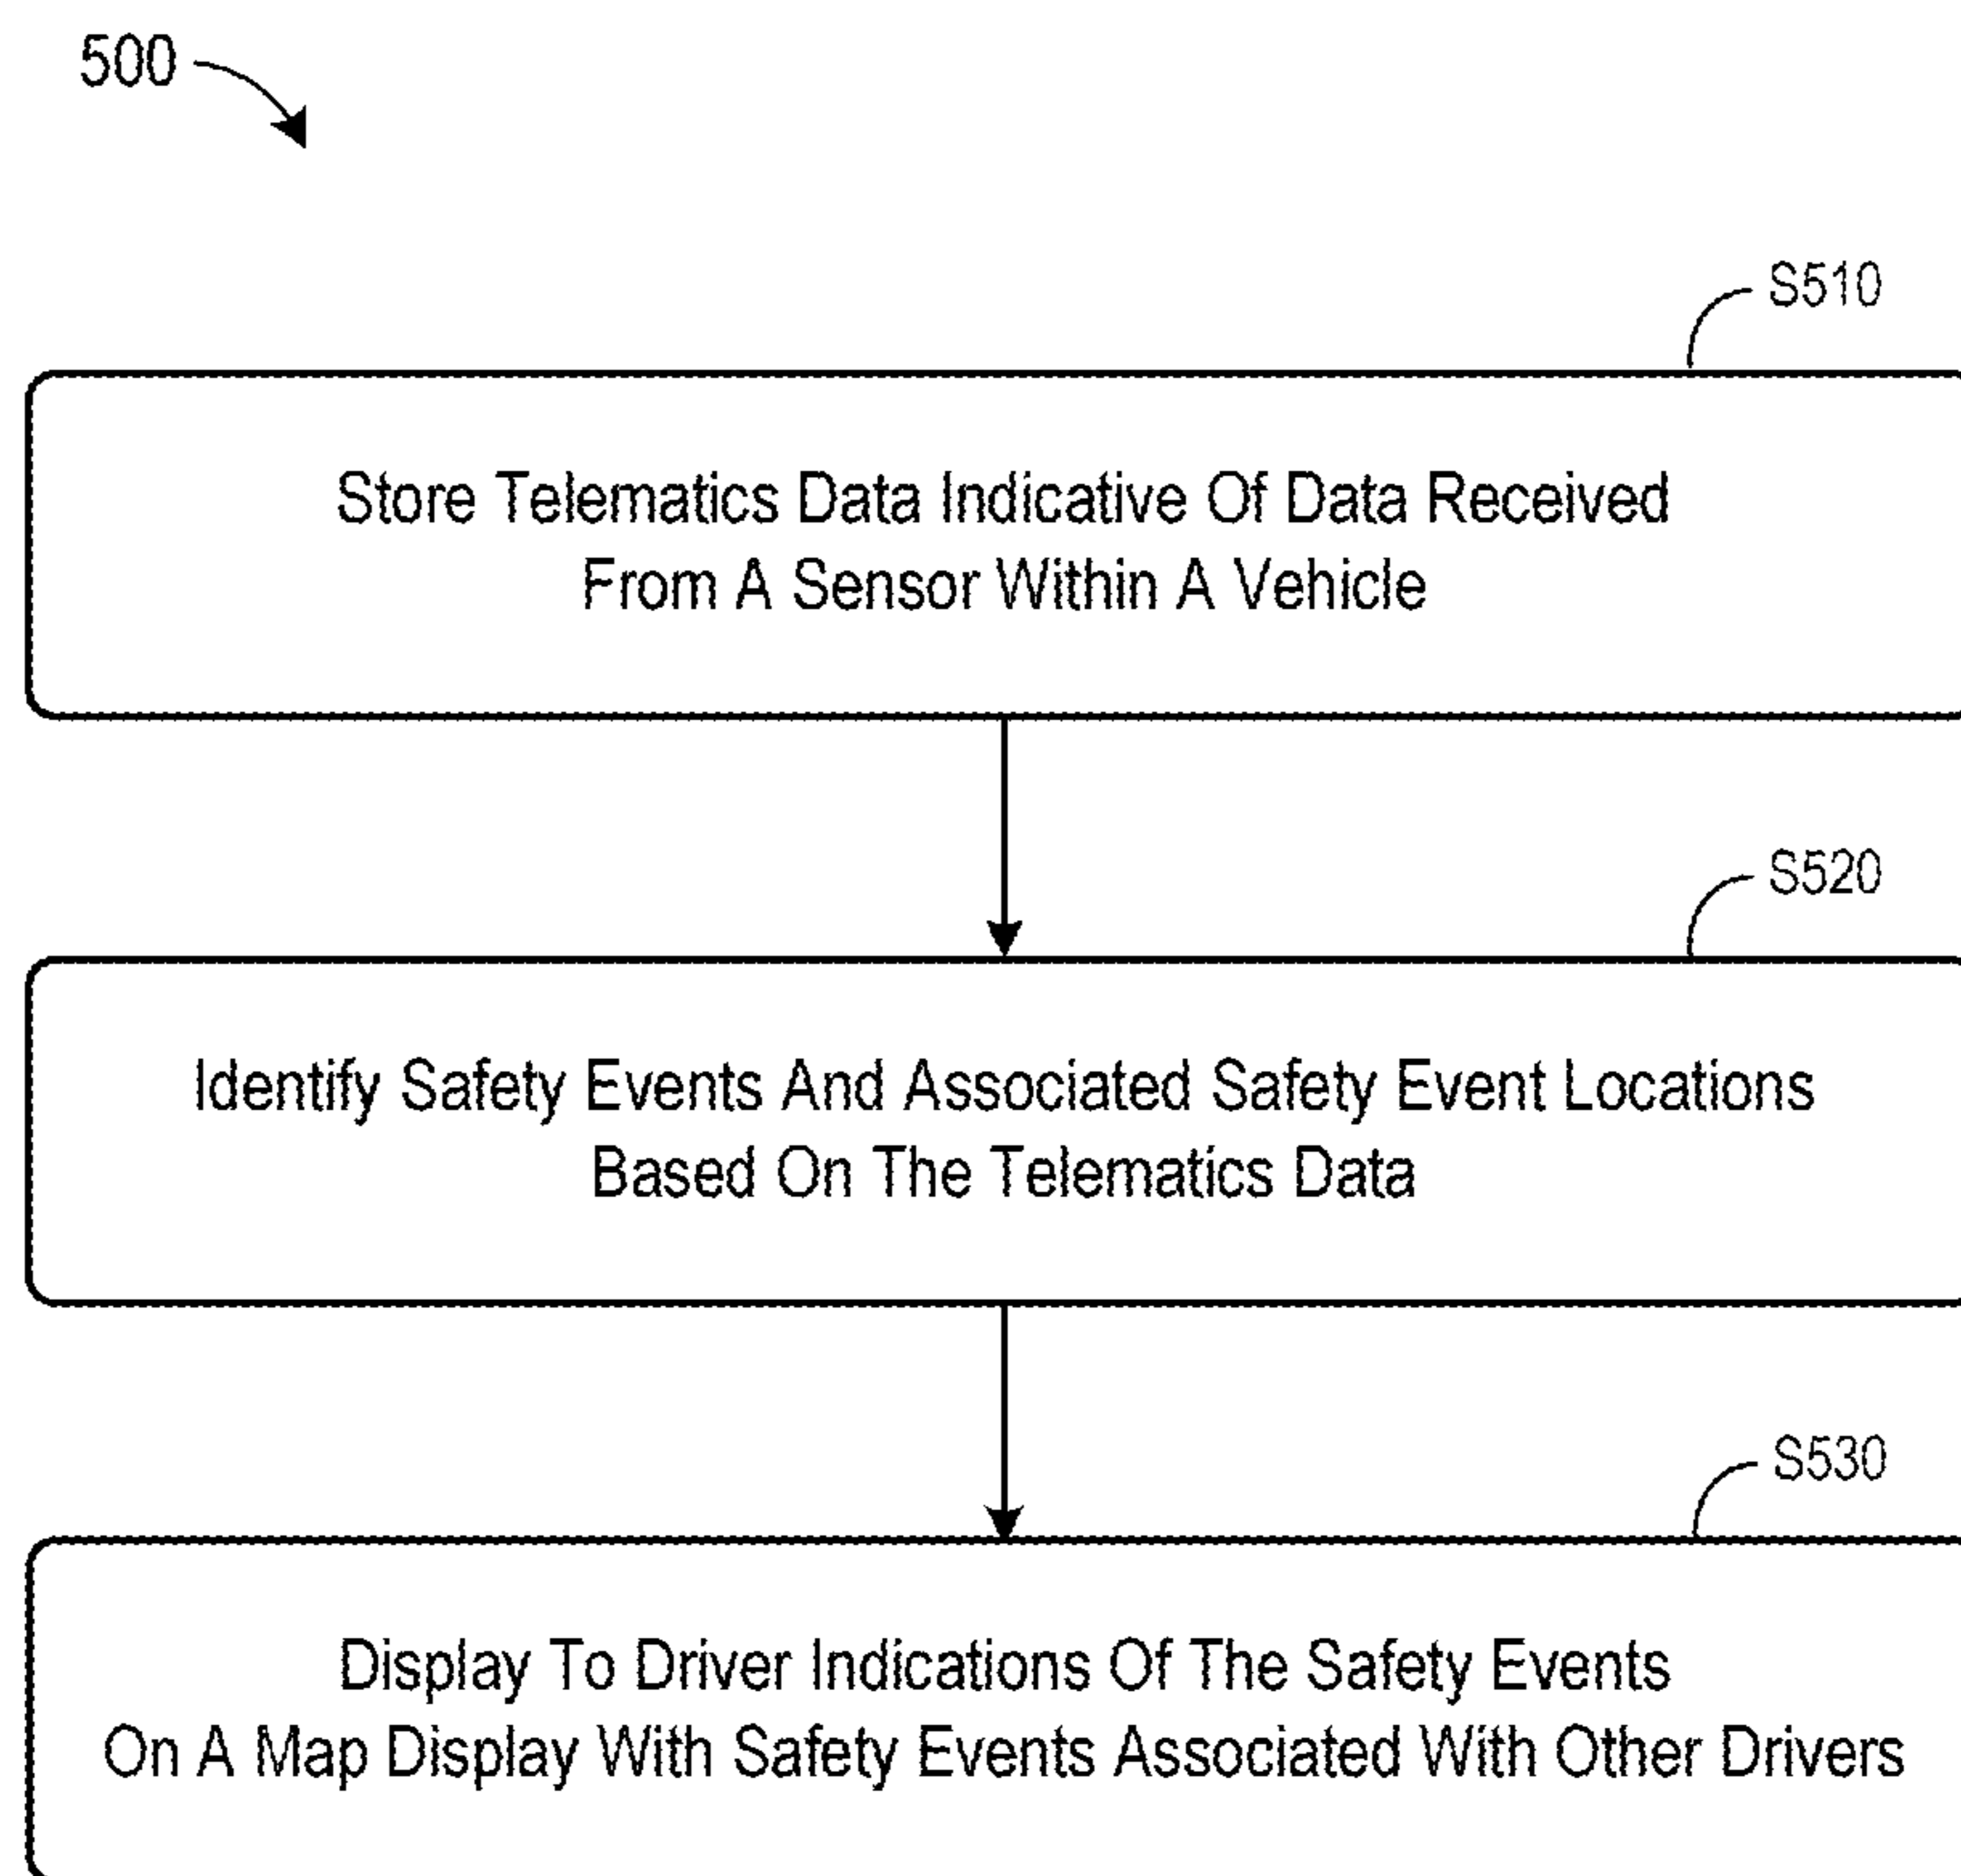 500
S510
Store Telematics Data Indicative Of Data Received
From A Sensor Within A Vehicle
S520
Identify Safety Events And Associated Safety Event Locations
Based On The Telematics Data
S530
Display To Driver Indications Of The Safety Events
On A Map Display With Safety Events Associated With Other Drivers